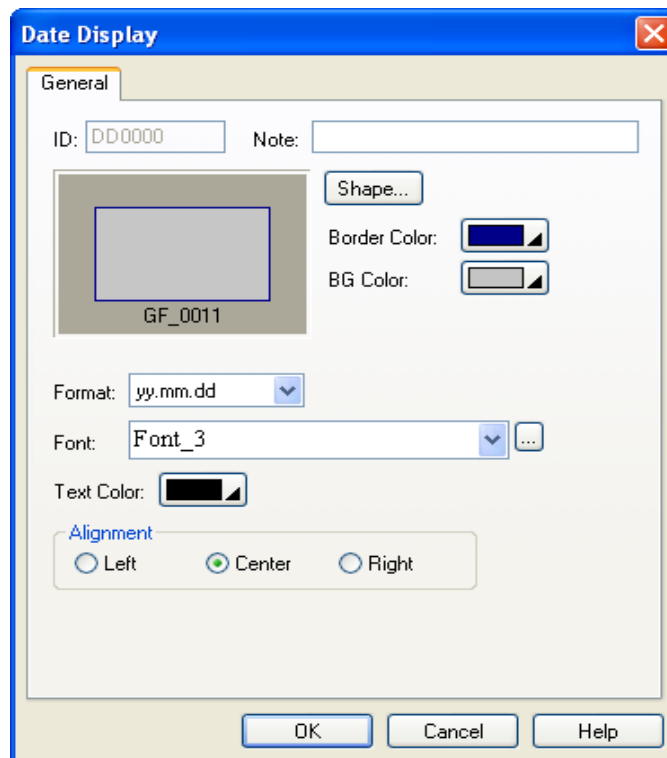 Date Display
General
ID: DD0000 Note:
Shape...
Border Color:
BG Color:
GF_0011
Format: yy.mm.dd
Font: Font_3 ...
Text Color:
Alignment
Left Center Right
OK Cancel Help